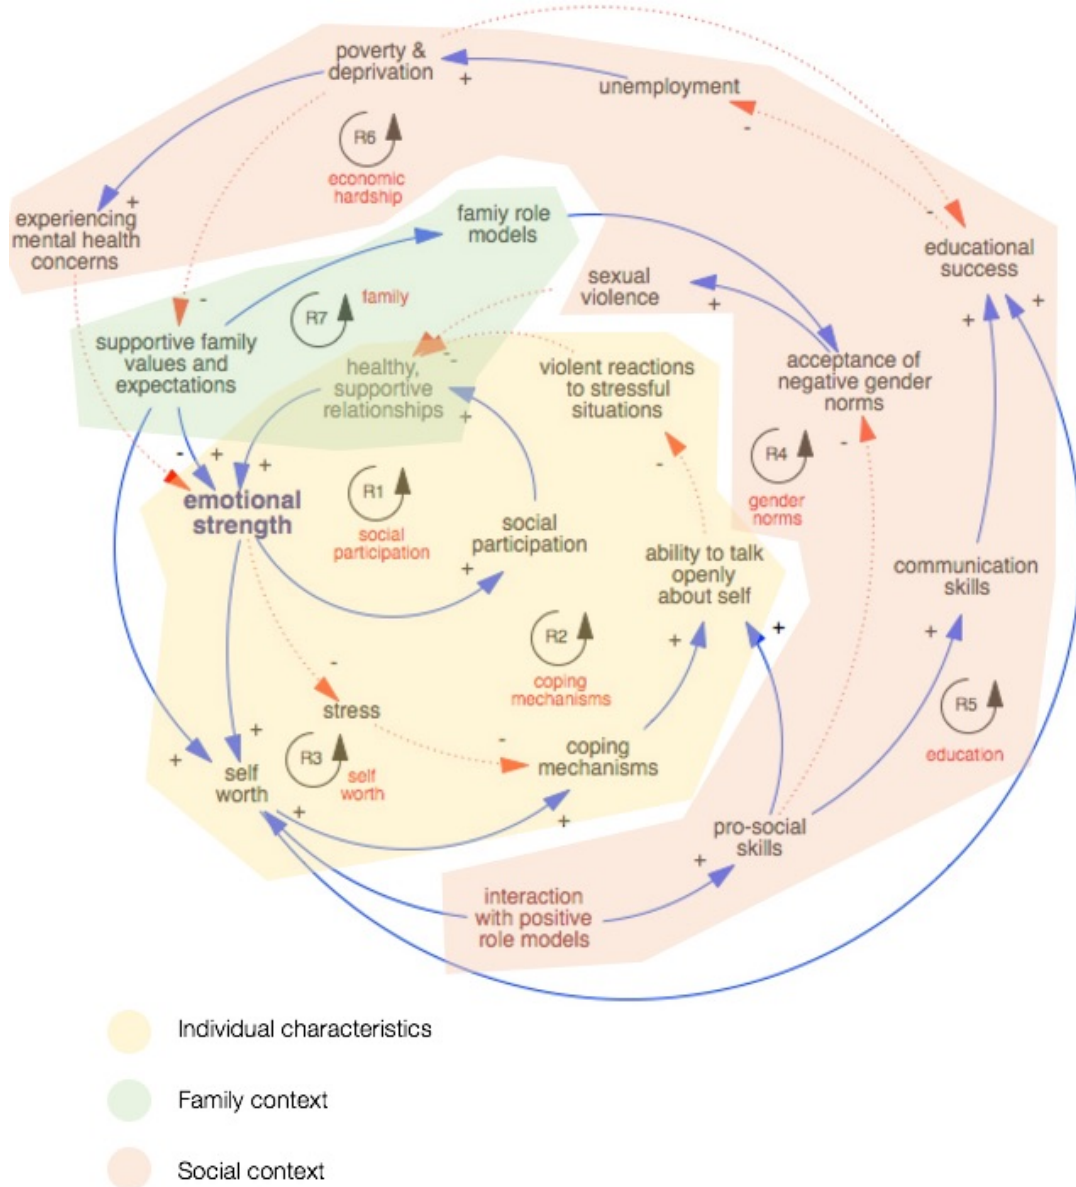 poverty &
deprivation
+
unemployment
-
R6
economic
hardship
+
experiencing
mental health
concerns
famiy role
models
-
educational
success
sexual
violence
+
+
+
-
R7
family
supportive family
values and
expectations
healthy,
supportive
relationships
--
violent reactions
to stressful
situations
acceptance of
negative gender
norms
+
-
-
+
+
-
R4
gender
norms
emotional
strength
R1
social
participation
social
participation
+
ability to talk
openly
about self
communication
skills
+
+
+
R2
coping
mechanisms
-
stress
-
coping
mechanisms
R5
education
+
+
R3
self
worth
self
worth
+
+
pro-social
skills
+
interaction
with positive
role models
Individual characteristics
Family context
Social context